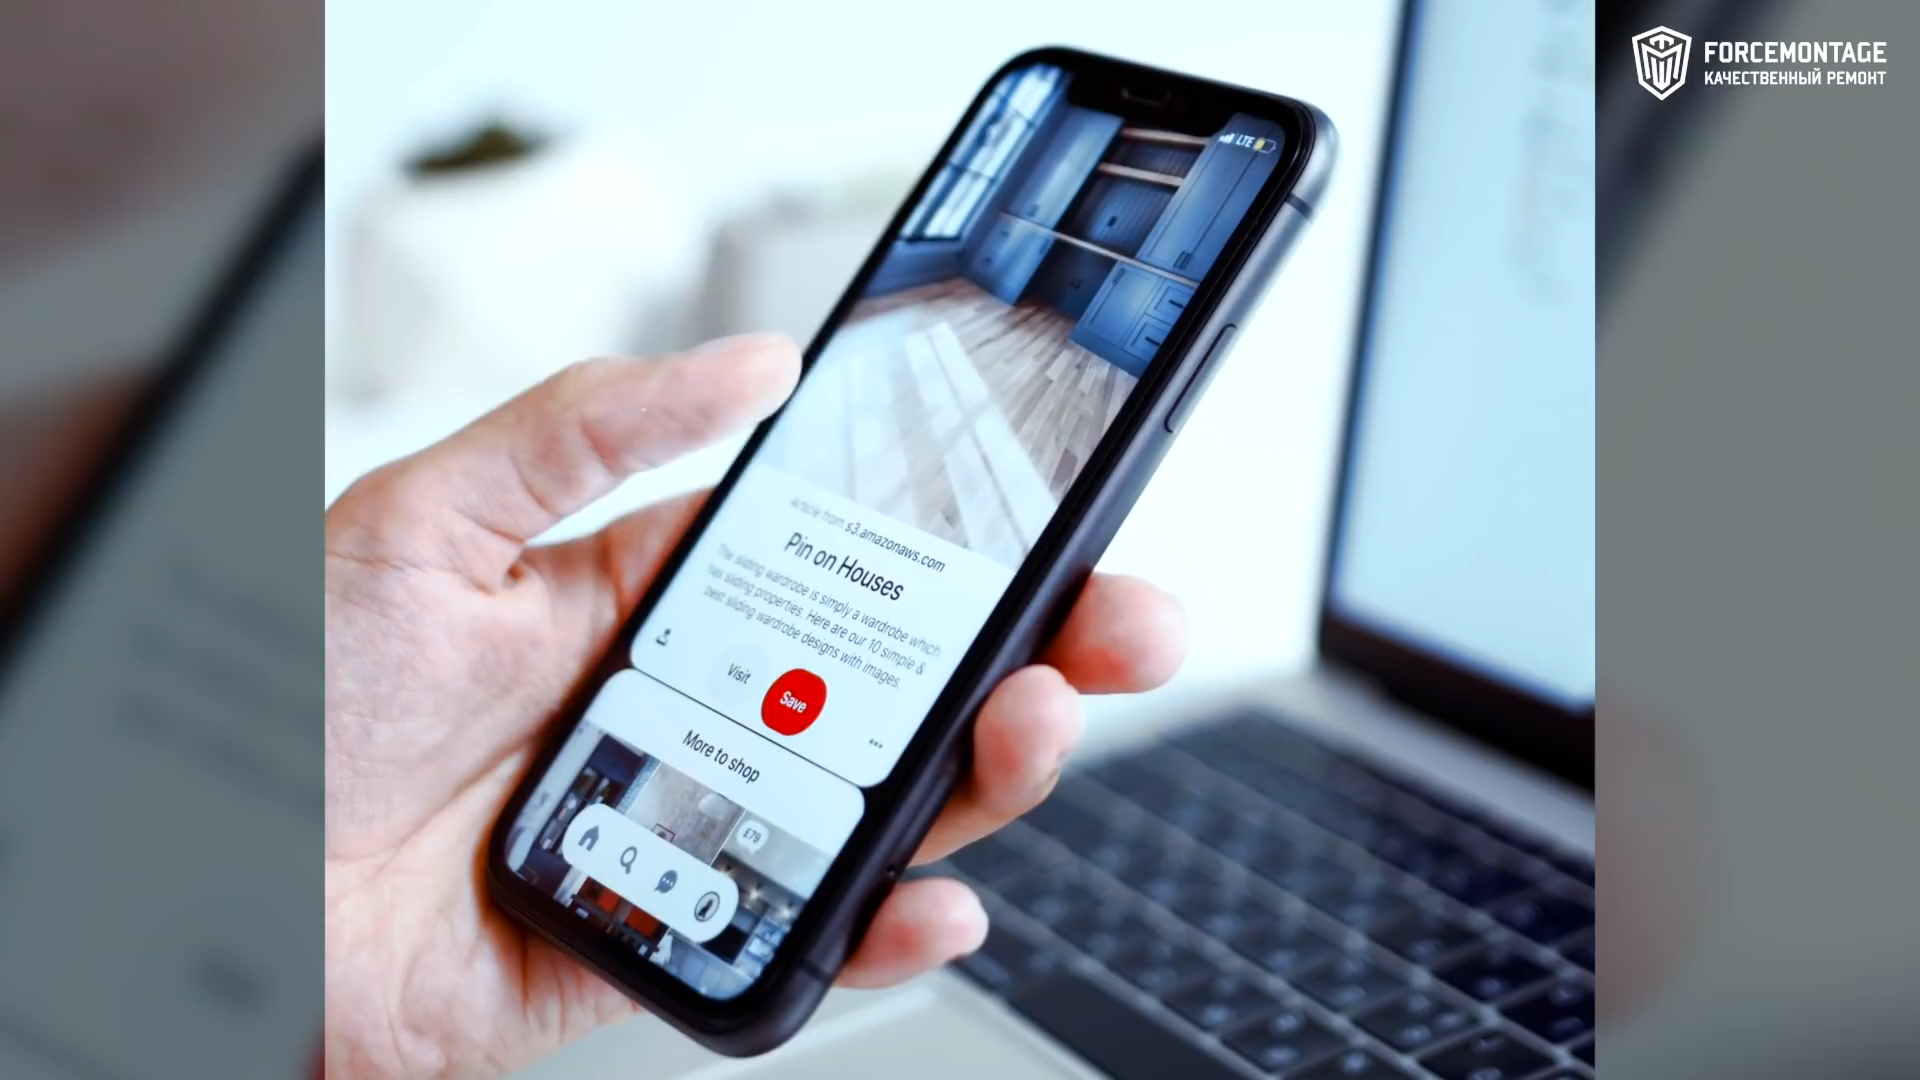 FORCEMONTAGE
КАЧЕСТВЕННЫЙ РЕМОНТ
LTE
Article from s3.amazonaws.com
Pin on Houses
The sliding wardrobe is simply a wardrobe which
has sliding properties. Here are our 10 simple &
best sliding wardrobe designs with images.
Visit
Save
More to shop
£79